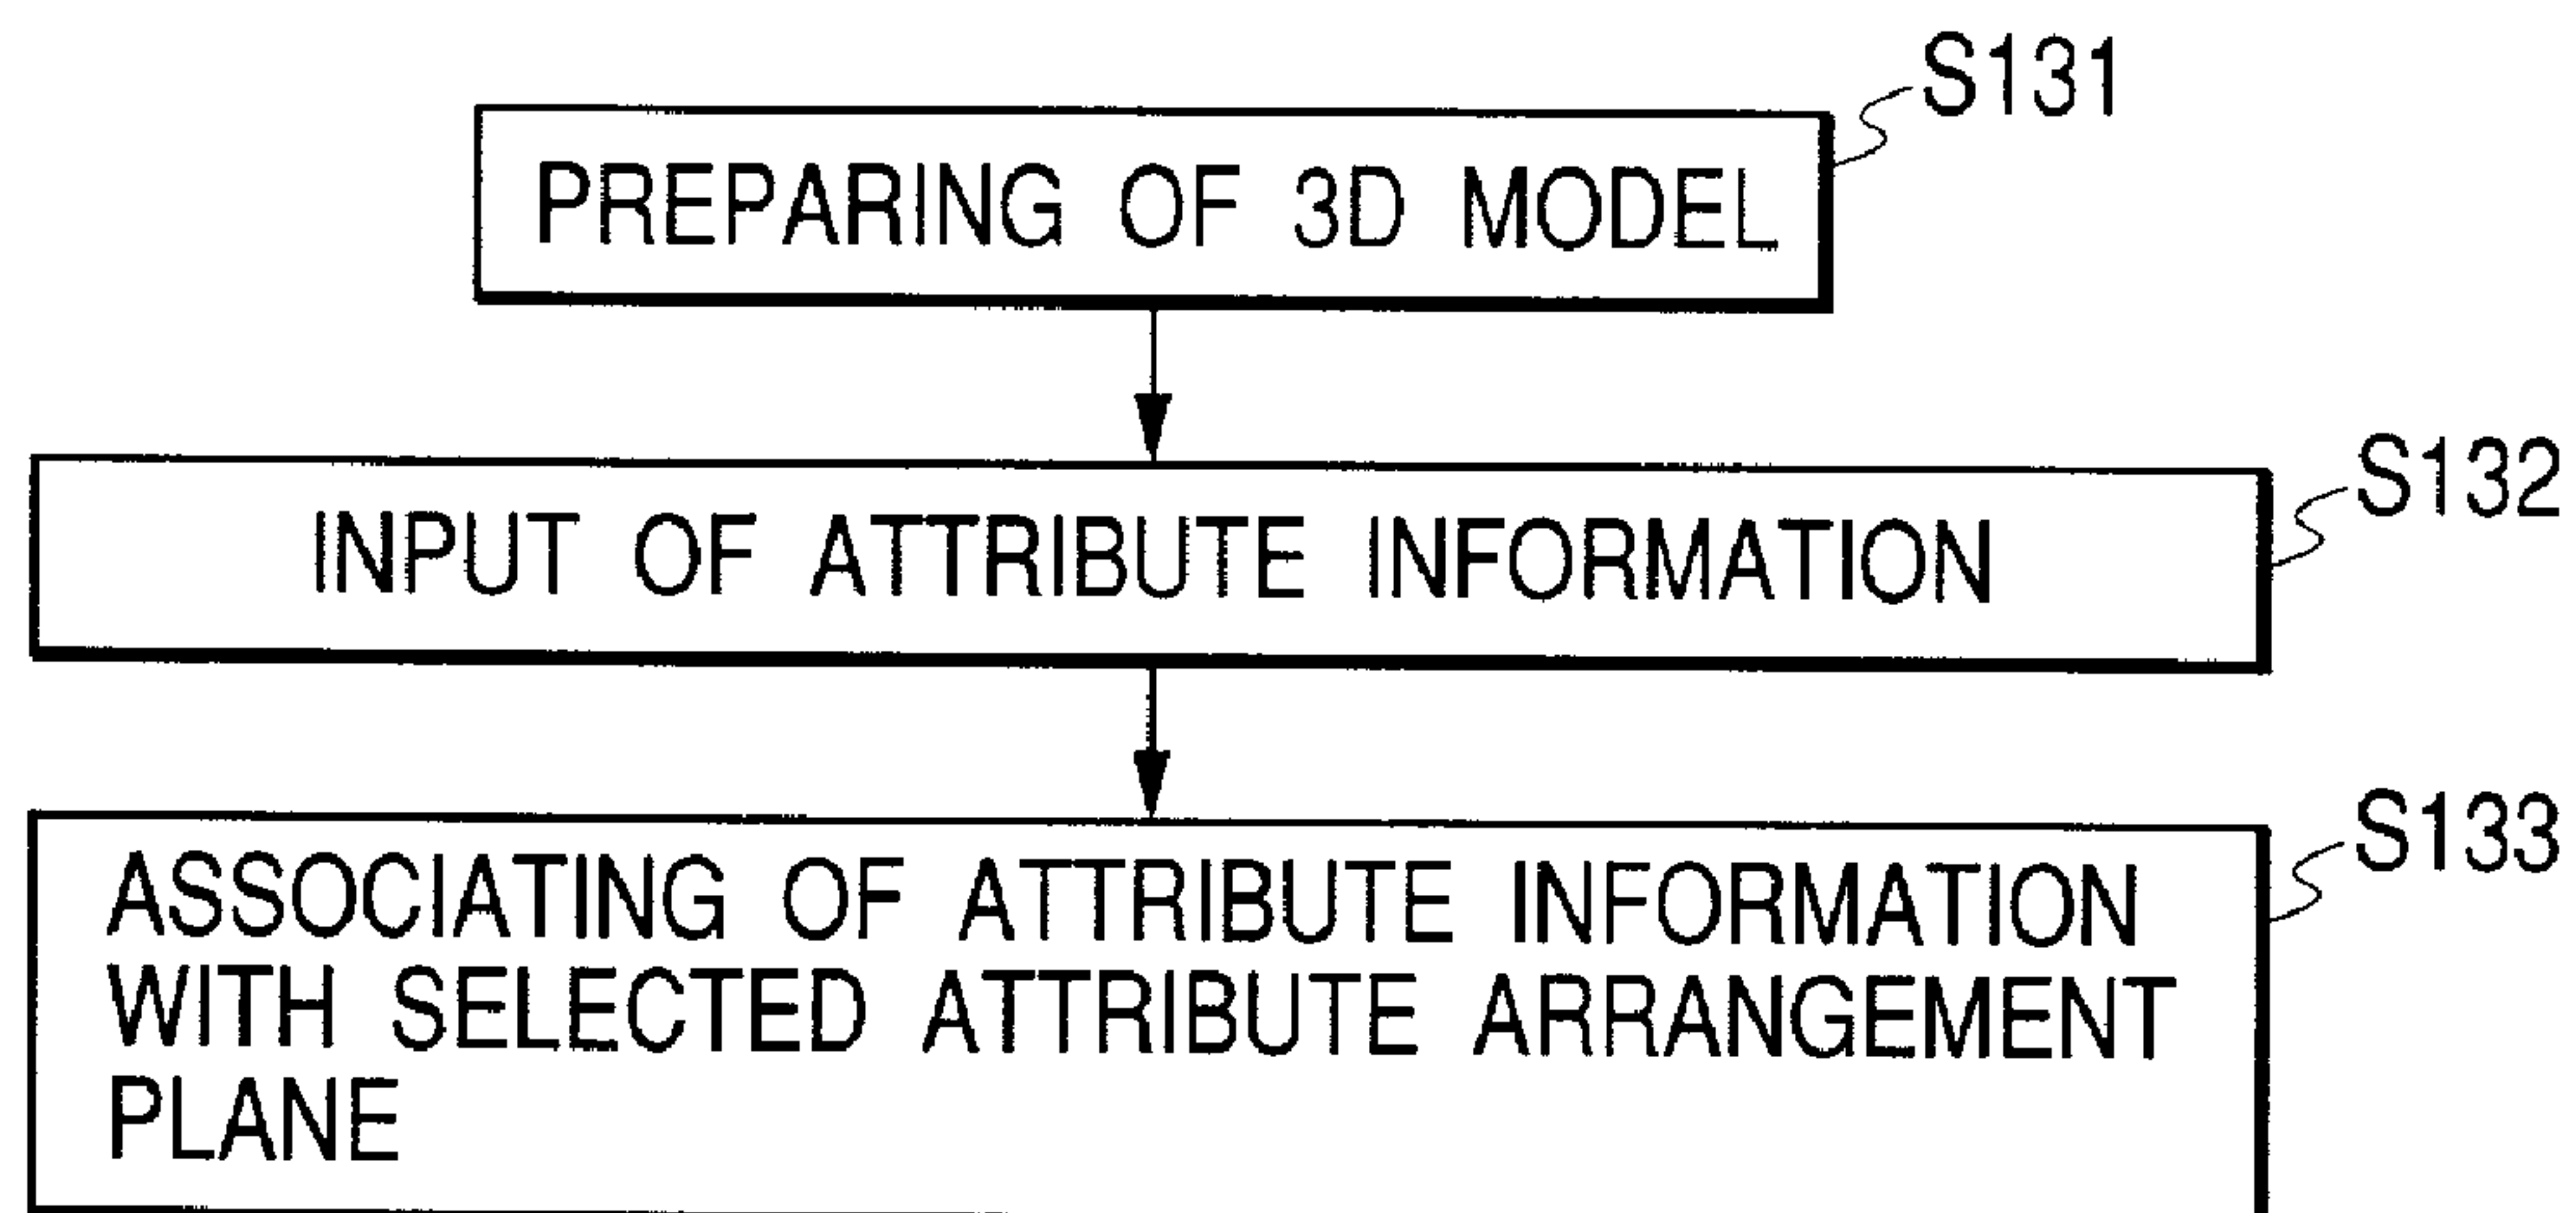 S131
PREPARING OF 3D MODEL
S132
INPUT OF ATTRIBUTE INFORMATION
S133
ASSOCIATING OF ATTRIBUTE INFORMATION
WITH SELECTED ATTRIBUTE ARRANGEMENT
PLANE